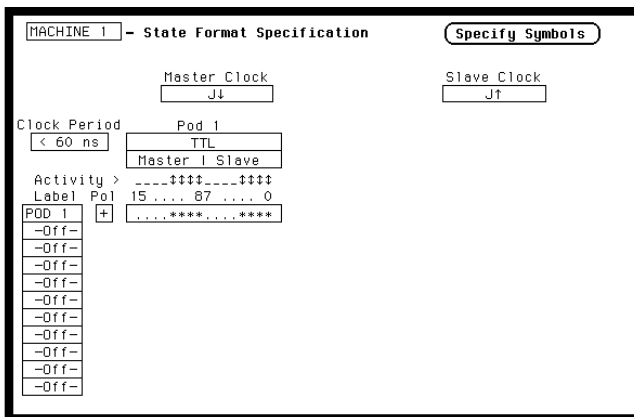 MACHINE 1 - State Format Specification Specify Symbols
Master Clock Slave Clock
J↓ J↑
Clock Period Pod 1
< 60 ns TTL
Master | Slave
Activity > ____↕↕↕↕____↕↕↕↕
Label Pol 15 .... 87 .... 0
POD 1 + ....****....****
-Off-
-Off-
-Off-
-Off-
-Off-
-Off-
-Off-
-Off-
-Off-
-Off-